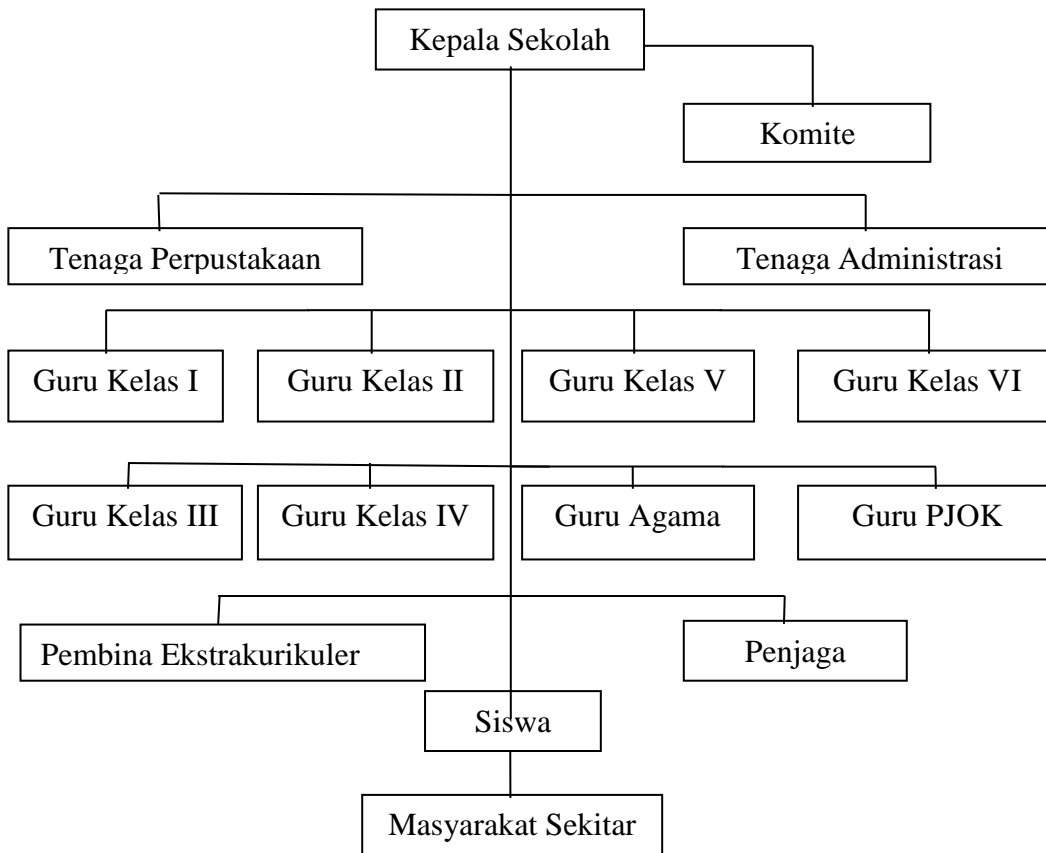 Kepala Sekolah
Komite
Tenaga Perpustakaan
Tenaga Administrasi
Guru Kelas I
Guru Kelas II
Guru Kelas V
Guru Kelas VI
Guru Kelas III
Guru Kelas IV
Guru Agama
Guru PJOK
Pembina Ekstrakurikuler
Penjaga
Siswa
Masyarakat Sekitar